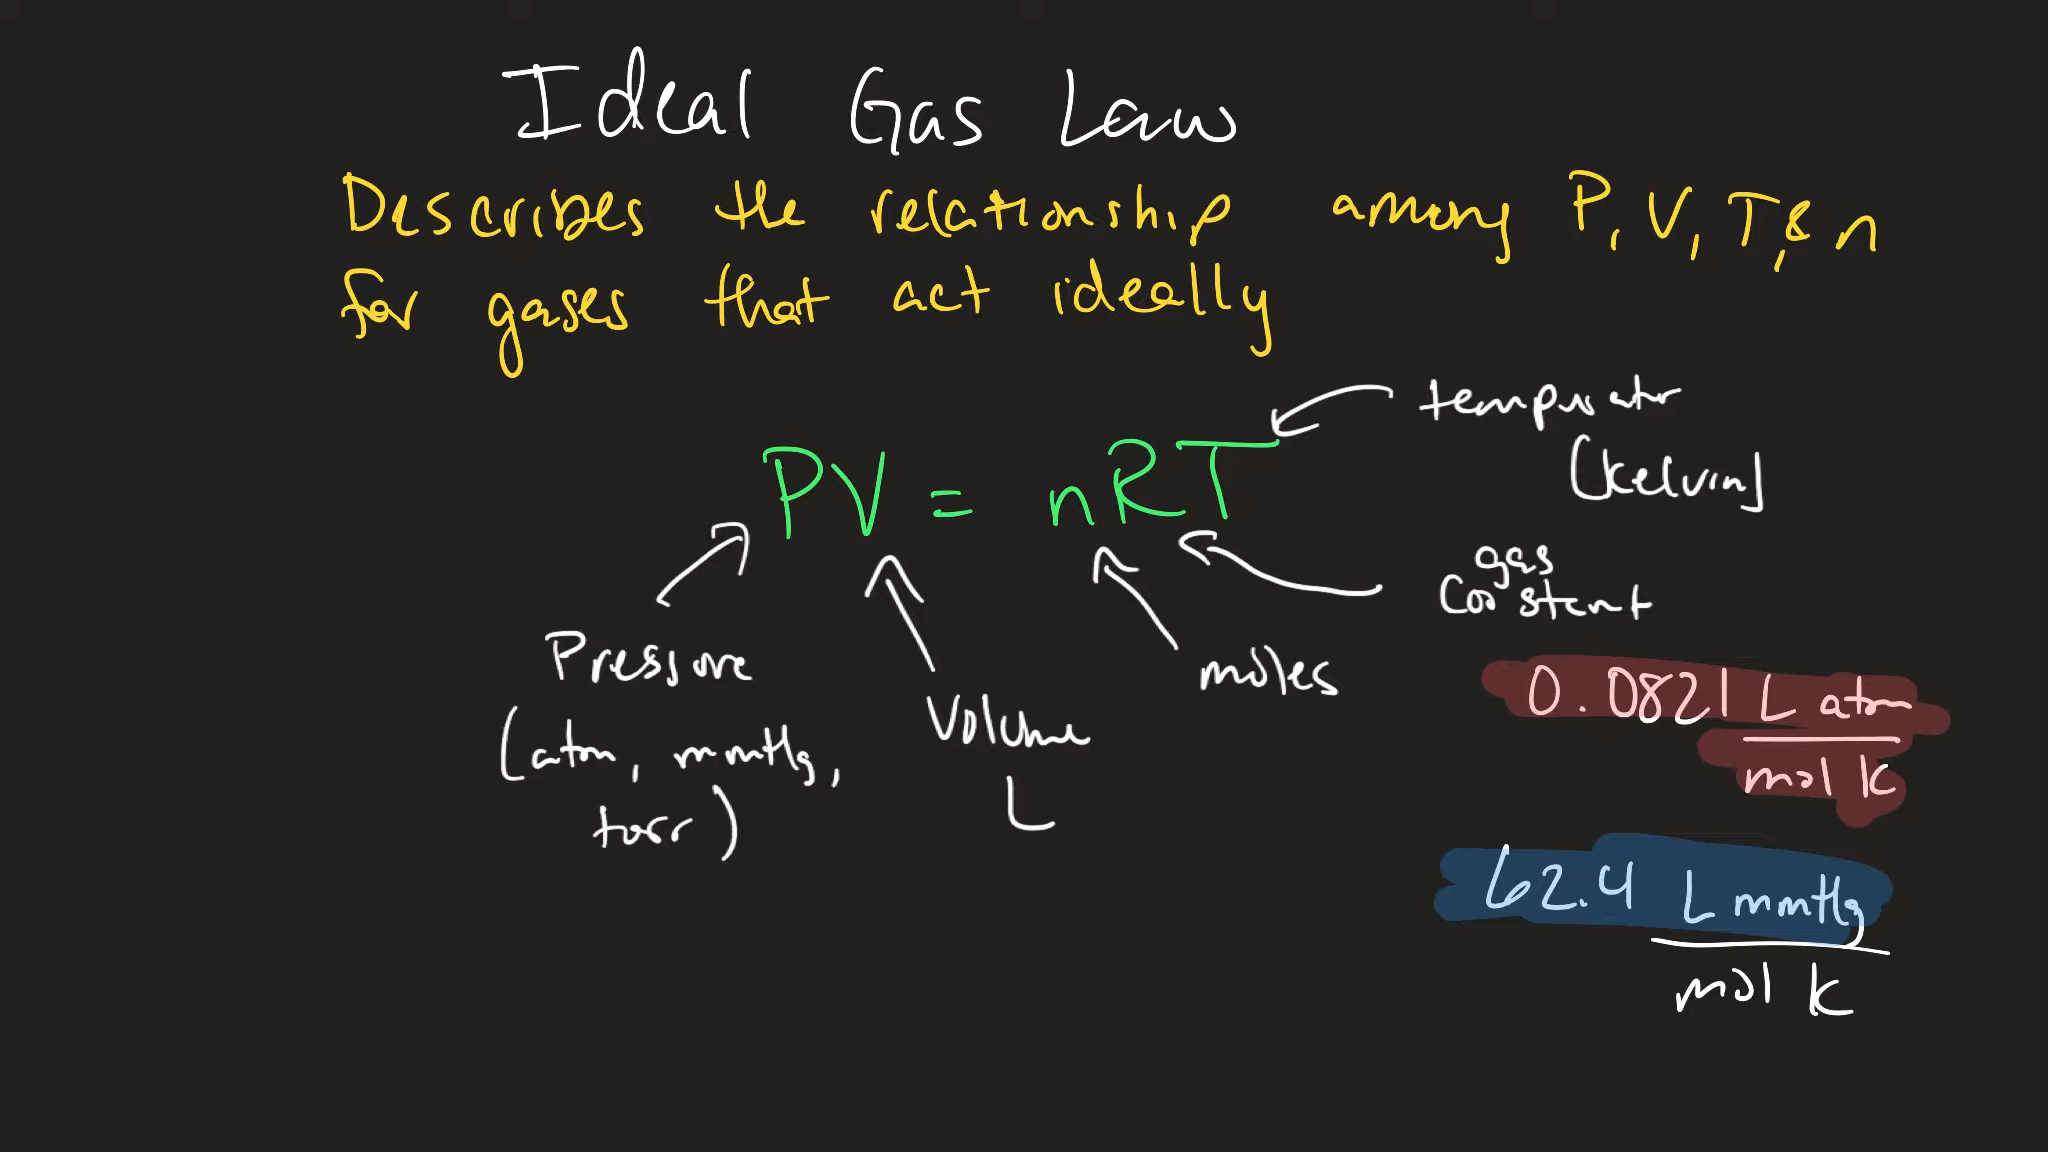 Ideal Gas Law
Describes the relationship among P, V, T, & n
for gases that act ideally
temperatur
[Kelvin]
PV = nRT
gas
Constant
Pressure
(atm, mmHg,
torr)
Volume
L
moles
0.0821 L atm
mol K
62.4 L mmHg
mol K